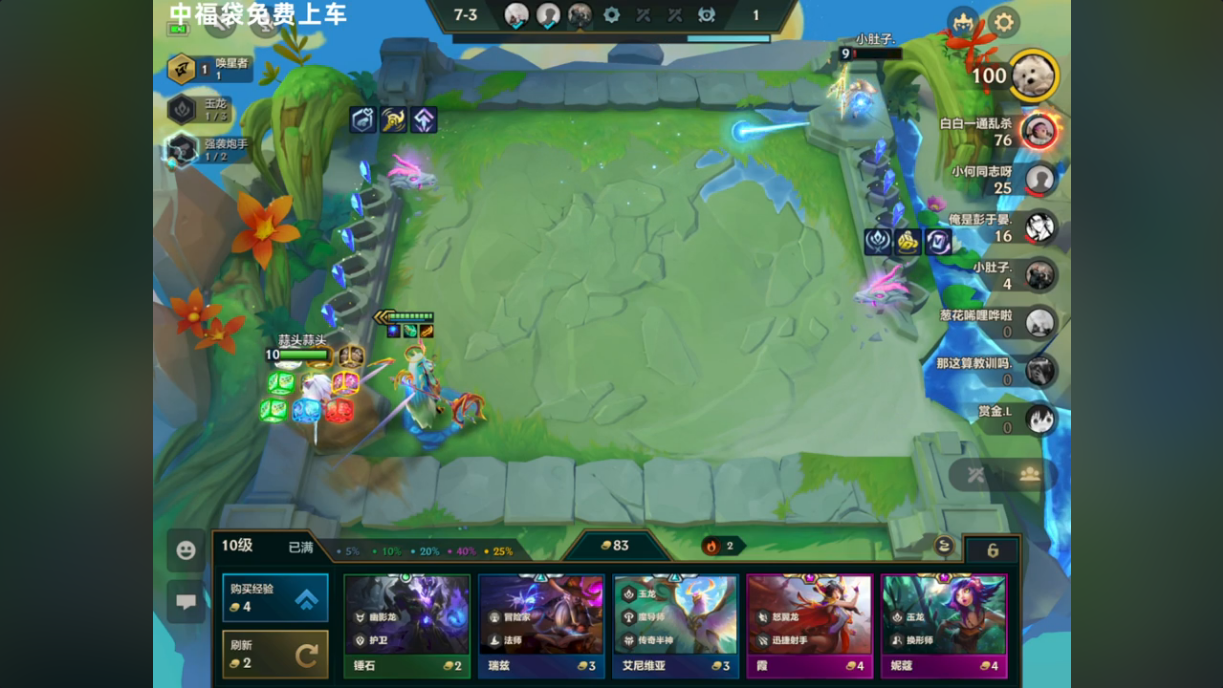 中福袋免费上车
7-3
1
唤星者
1
1
玉龙
1/3
强袭炮手
1/2
小肚子.
9
100
白白一通乱杀
76
小何同志呀
25
俺是彭于晏.
16
小肚子.
4
葱花唏哩哗啦
0
那这算教训吗.
0
赏金.L
0
蒜头蒜头
10
10级
已满
5%
10%
20%
40%
25%
83
2
6
购买经验
4
刷新
2
幽影龙
护卫
锤石
2
冒险家
法师
瑞兹
3
玉龙
魔导师
传奇半神
艾尼维亚
3
怒翼龙
迅捷射手
霞
4
玉龙
换形师
妮蔻
4